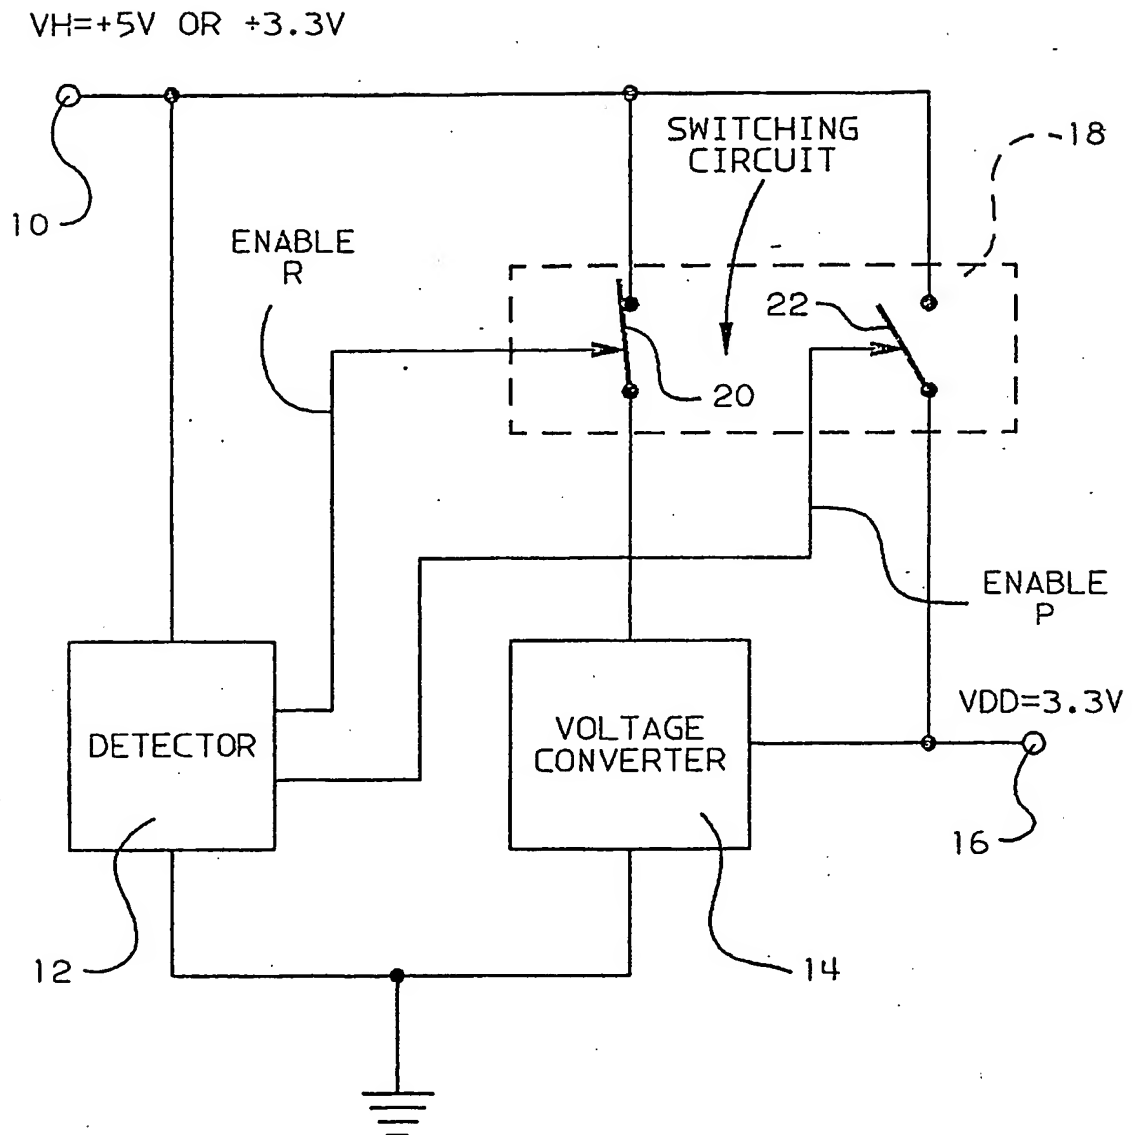 VH=+5V OR +3.3V
SWITCHING
CIRCUIT
18
10
ENABLE
R
22
20
ENABLE
P
VDD=3.3V
DETECTOR
VOLTAGE
CONVERTER
16
12
14